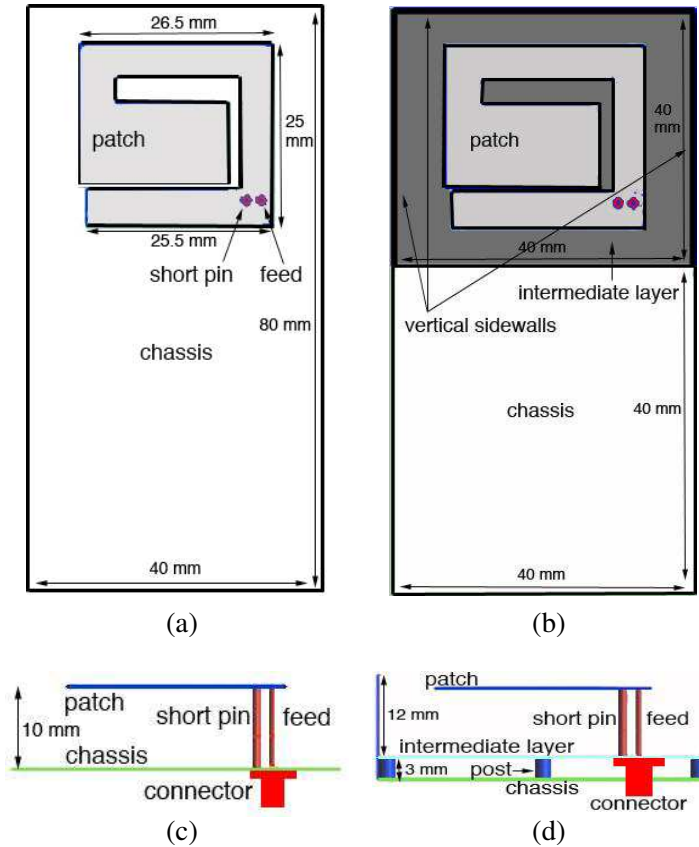 26.5 mm
25
mm
patch
25.5 mm
short pin
feed
80 mm
chassis
40 mm
(a)
40
mm
patch
40 mm
intermediate layer
vertical sidewalls
chassis
40 mm
40 mm
(b)
patch
10 mm
short pin
feed
chassis
connector
(c)
patch
12 mm
short pin
feed
intermediate layer
3 mm
post
chassis
connector
(d)